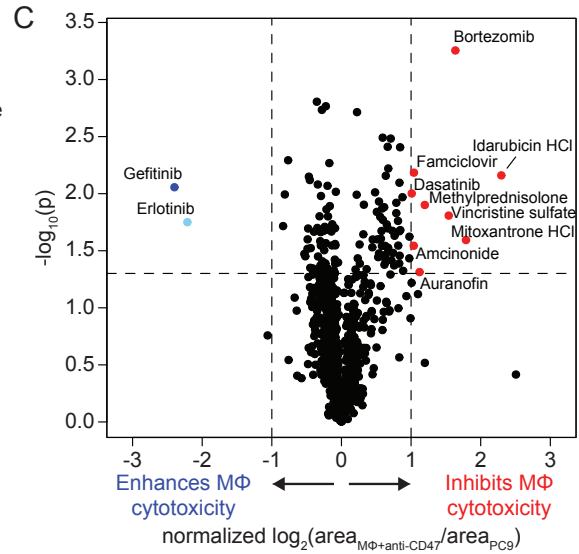 C
e
3.5
3.0
2.5
2.0
1.5
1.0
0.5
0.0
-log10(p)
Bortezomib
Idarubicin HCl
Famciclovir
Gefitinib
Dasatinib
Methylprednisolone
Erlotinib
Vincristine sulfate
Mitoxantrone HCl
Amcinonide
Auranofin
-3 -2 -1 0 1 2 3
Enhances MΦ
cytotoxicity
Inhibits MΦ
cytotoxicity
normalized log2(areaMΦ+anti-CD47/areaPC9)